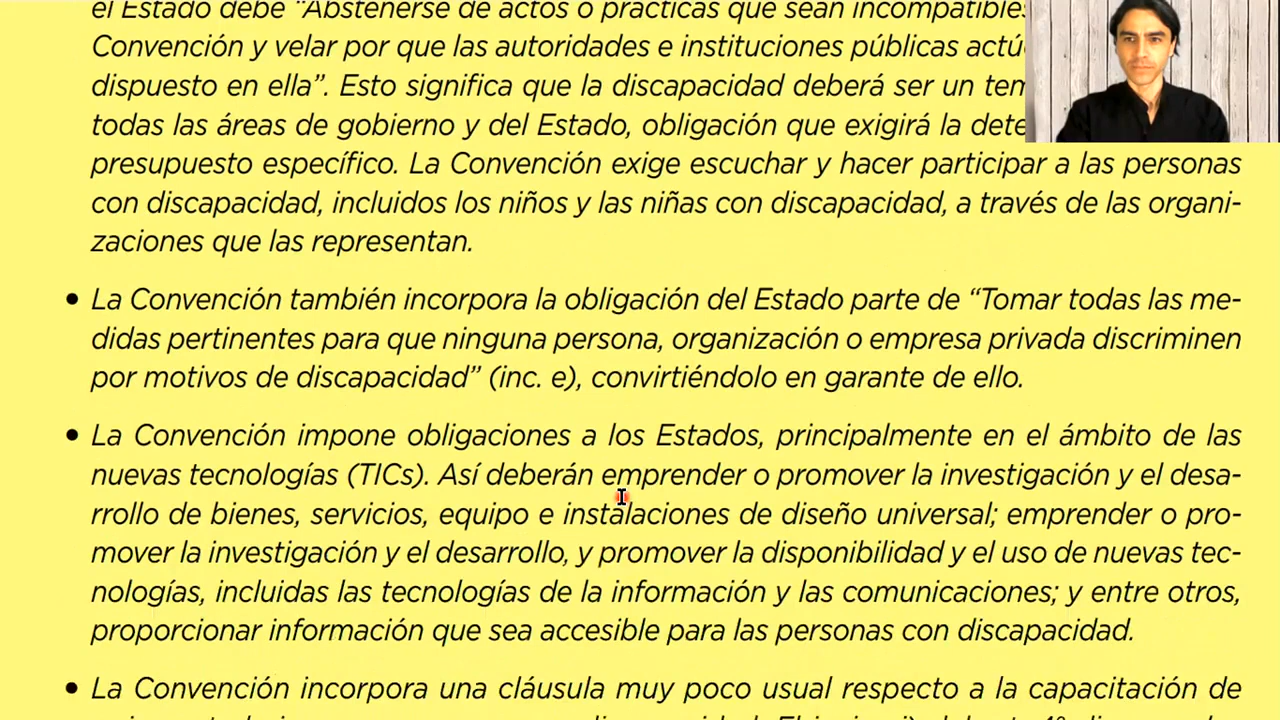 el Estado debe “Abstenerse de actos o prácticas que sean incompatibles
Convención y velar por que las autoridades e instituciones públicas
dispuesto en ella”. Esto significa que la discapacidad deberá ser un
todas las áreas de gobierno y del Estado, obligación que exigirá la
presupuesto específico. La Convención exige escuchar y hacer participar a las personas
con discapacidad, incluidos los niños y las niñas con discapacidad, a través de las organi-
zaciones que las representan.
• La Convención también incorpora la obligación del Estado parte de “Tomar todas las me-
didas pertinentes para que ninguna persona, organización o empresa privada discriminen
por motivos de discapacidad” (inc. e), convirtiéndolo en garante de ello.
• La Convención impone obligaciones a los Estados, principalmente en el ámbito de las
nuevas tecnologías (TICs). Así deberán emprender o promover la investigación y el desa-
rrollo de bienes, servicios, equipo e instalaciones de diseño universal; emprender o pro-
mover la investigación y el desarrollo, y promover la disponibilidad y el uso de nuevas tec-
nologías, incluidas las tecnologías de la información y las comunicaciones; y entre otros,
proporcionar información que sea accesible para las personas con discapacidad.
• La Convención incorpora una cláusula muy poco usual respecto a la capacitación de